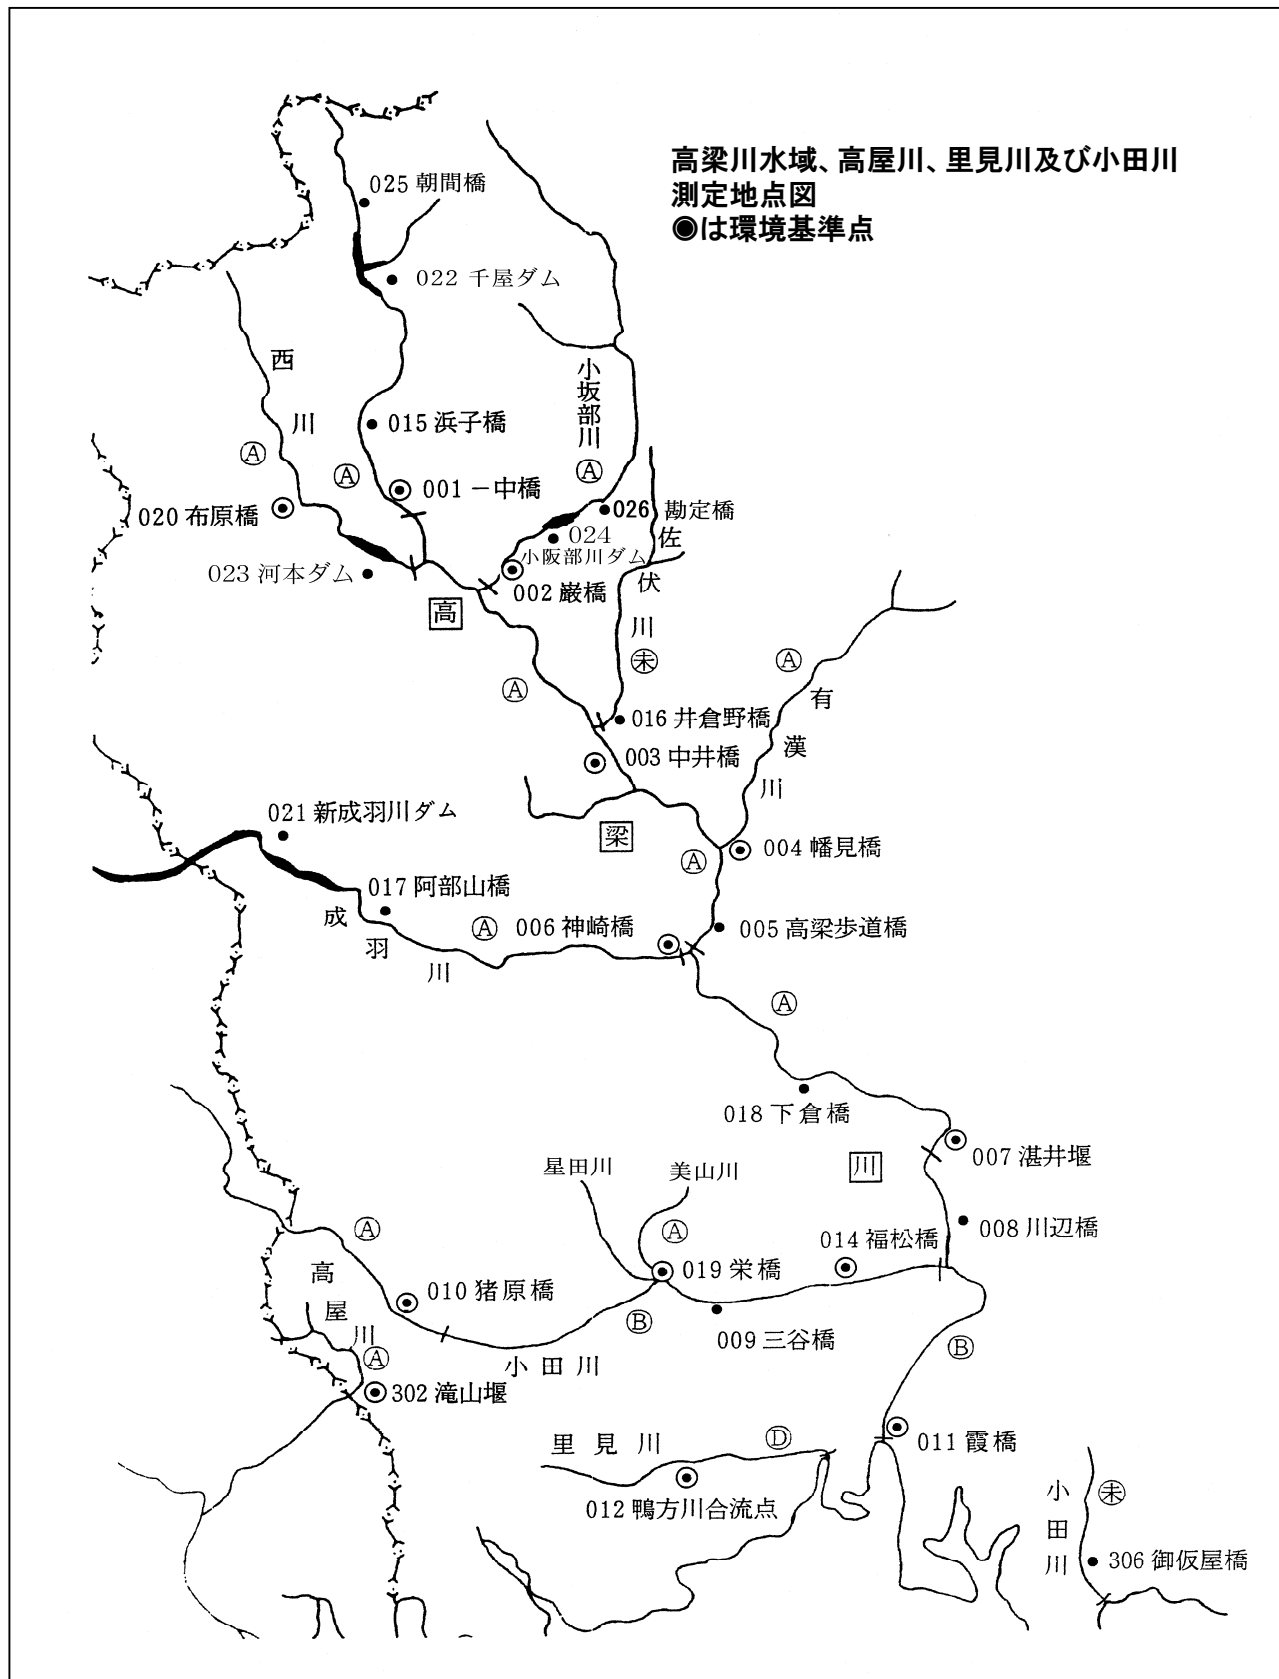 高梁川水域、高屋川、里見川及び小田川
測定地点図
◉は環境基準点
025 朝間橋
022 千屋ダム
西川
小坂部川
015 浜子橋
Ⓐ
Ⓐ
Ⓐ
001 一中橋
020 布原橋
026 勘定橋
024
小阪部川ダム
佐伏川
023 河本ダム
002 巌橋
高
㊍
Ⓐ
Ⓐ
有漢川
016 井倉野橋
003 中井橋
021 新成羽川ダム
梁
004 幡見橋
Ⓐ
017 阿部山橋
成羽川
Ⓐ
006 神崎橋
005 高梁歩道橋
Ⓐ
018 下倉橋
007 湛井堰
川
星田川
美山川
008 川辺橋
Ⓐ
Ⓐ
014 福松橋
019 栄橋
高屋川
010 猪原橋
Ⓑ
009 三谷橋
Ⓑ
小田川
Ⓐ
302 滝山堰
里見川
Ⓓ
011 霞橋
012 鴨方川合流点
小田川
未
306 御仮屋橋